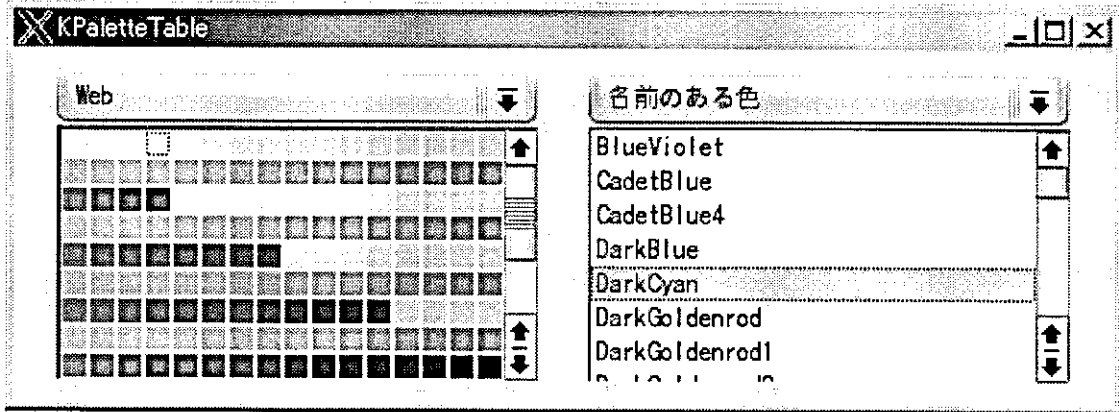 KPaletteTable
Web
名前のある色
BlueViolet
CadetBlue
CadetBlue4
DarkBlue
DarkCyan
DarkGoldenrod
DarkGoldenrod1